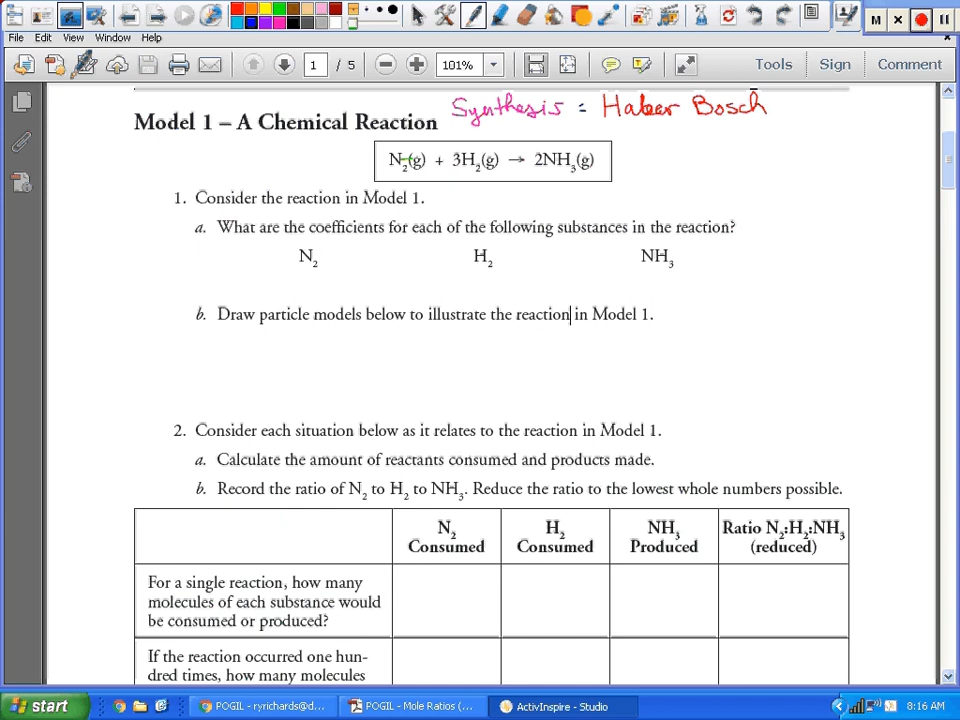 File Edit View Window Help
1 / 5 101% Tools Sign Comment
Synthesis = Haber Bosch
Model 1 – A Chemical Reaction
N₂(g) + 3H₂(g) → 2NH₃(g)
1. Consider the reaction in Model 1.
a. What are the coefficients for each of the following substances in the reaction?
N₂ H₂ NH₃
b. Draw particle models below to illustrate the reaction in Model 1.
2. Consider each situation below as it relates to the reaction in Model 1.
a. Calculate the amount of reactants consumed and products made.
b. Record the ratio of N₂ to H₂ to NH₃. Reduce the ratio to the lowest whole numbers possible.
N₂ Consumed
H₂ Consumed
NH₃ Produced
Ratio N₂:H₂:NH₃ (reduced)
For a single reaction, how many
molecules of each substance would
be consumed or produced?
If the reaction occurred one hun-
dred times, how many molecules
start POGIL - ryrichards@d... POGIL - Mole Ratios (... ActivInspire - Studio 8:16 AM
M